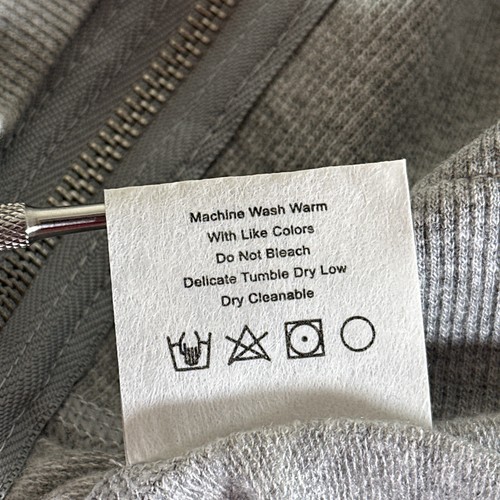 Machine Wash Warm
With Like Colors
Do Not Bleach
Delicate Tumble Dry Low
Dry Cleanable